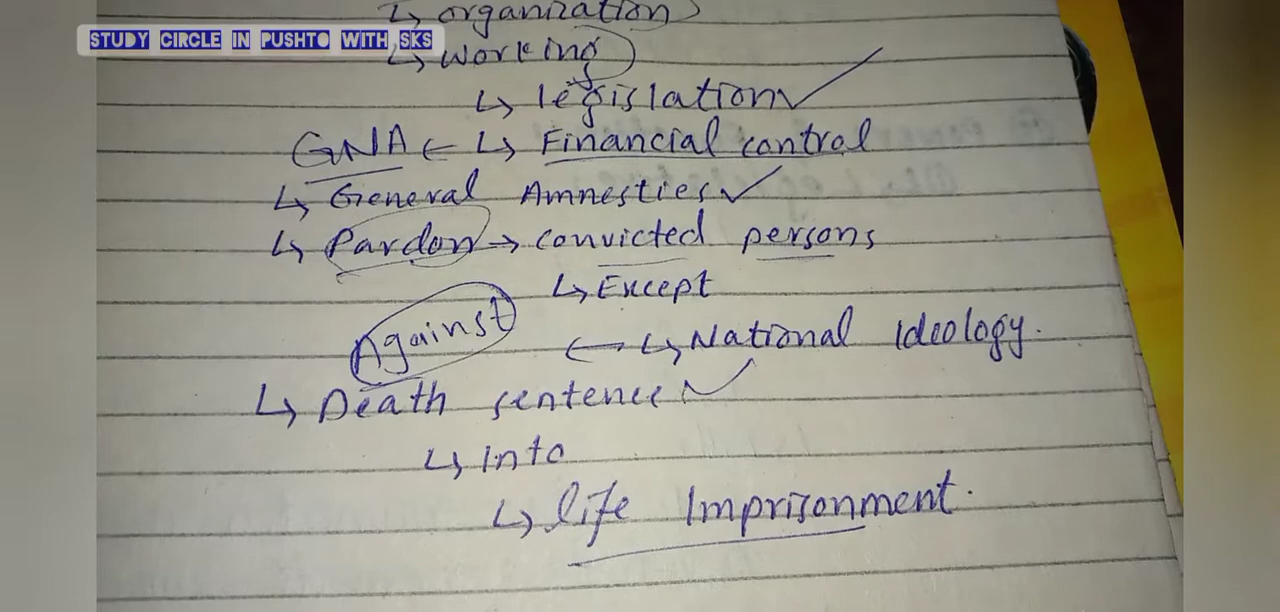 ↳ organization
STUDY CIRCLE IN PUSHTO WITH SKS
↳ working
↳ legislation ✓
GNA ← ↳ Financial control
↳ General Amnesties ✓
↳ Pardon → convicted persons
↳ Except
Against ← ↳ National Ideology.
↳ Death sentence ✓
↳ into
↳ life Imprisonment.